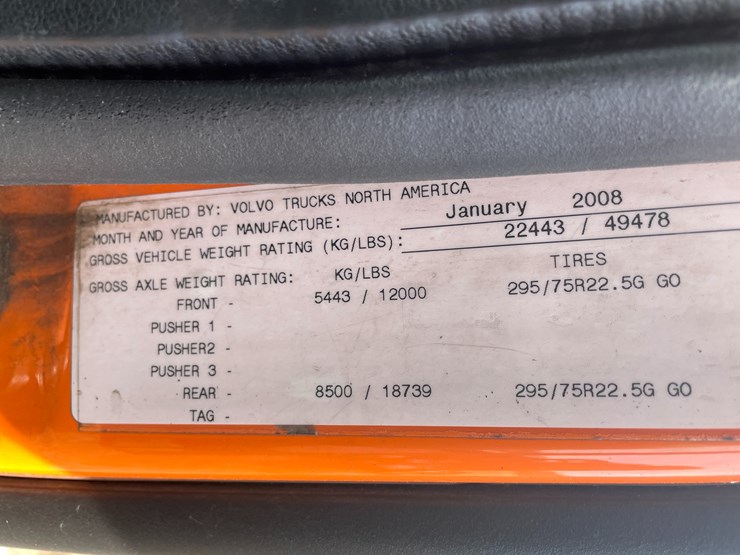 MANUFACTURED BY: VOLVO TRUCKS NORTH AMERICA
MONTH AND YEAR OF MANUFACTURE: January 2008
GROSS VEHICLE WEIGHT RATING (KG/LBS): 22443 / 49478
GROSS AXLE WEIGHT RATING: KG/LBS TIRES
FRONT - 5443 / 12000 295/75R22.5G GO
PUSHER 1 -
PUSHER2 -
PUSHER 3 -
REAR - 8500 / 18739 295/75R22.5G GO
TAG -